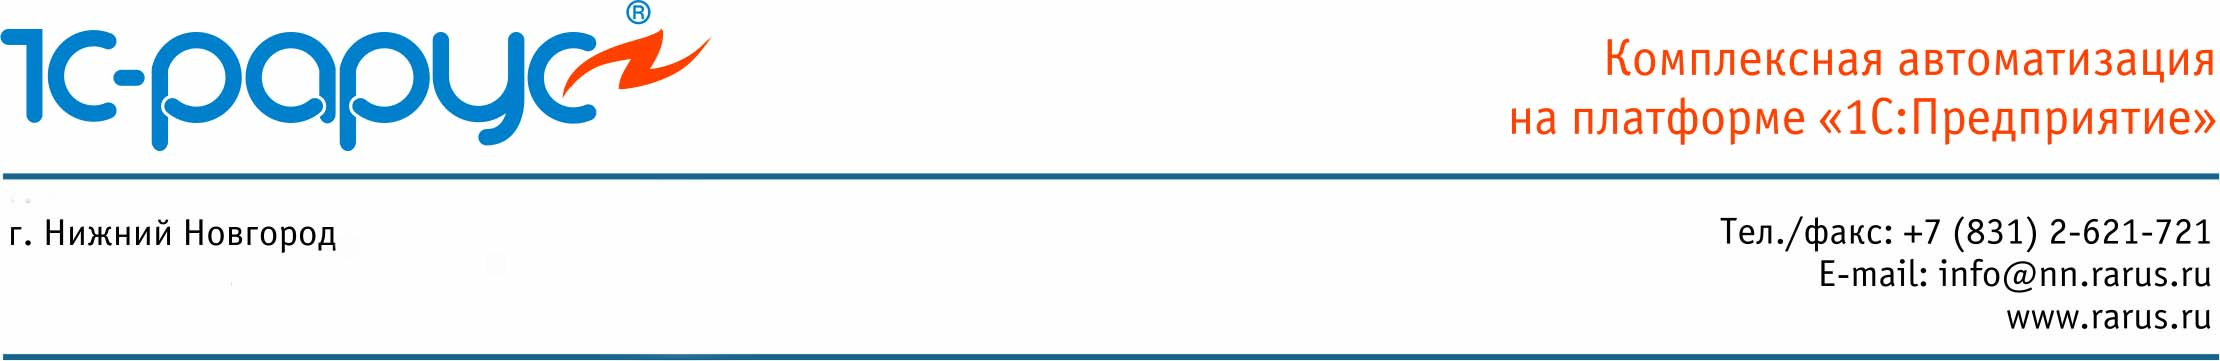 1С-рарус®
Комплексная автоматизация
на платформе «1С:Предприятие»
г. Нижний Новгород
Тел./факс: +7 (831) 2-621-721
E-mail: info@nn.rarus.ru
www.rarus.ru